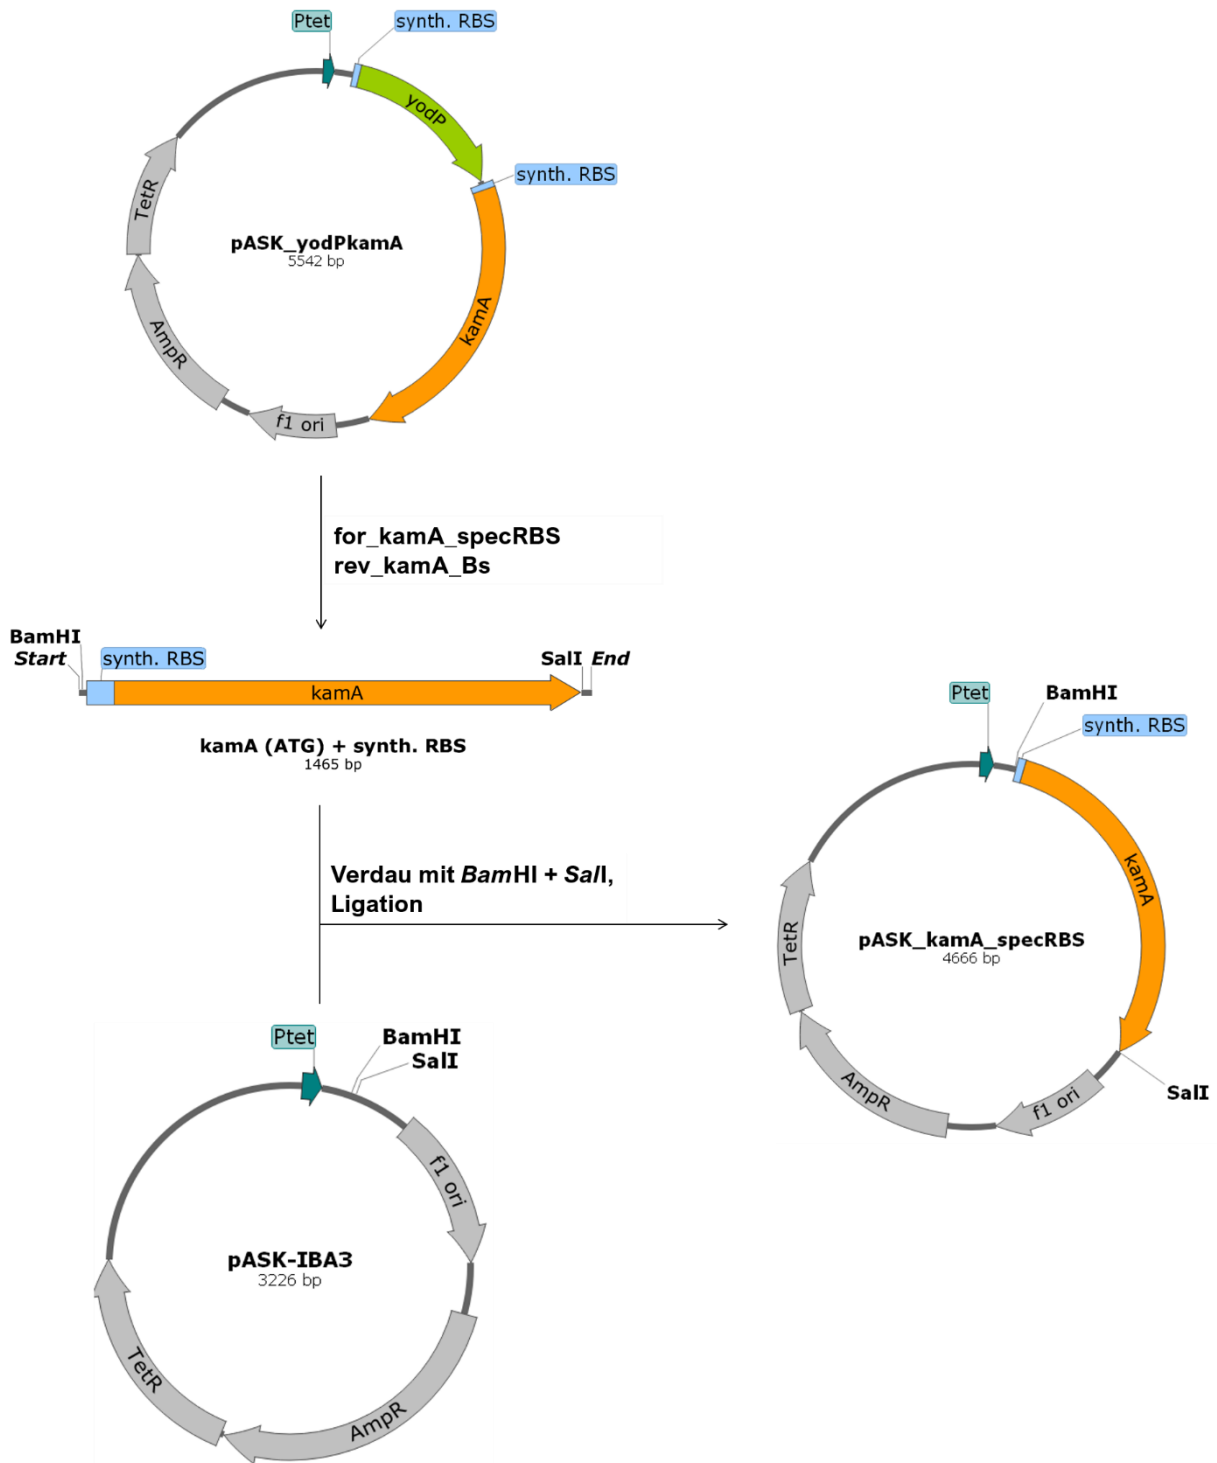 Ptet
synth. RBS
yodP
synth. RBS
TetR
pASK_yodPkamA
5542 bp
kamA
AmpR
f1 ori
for_kamA_specRBS
rev_kamA_Bs
BamHI
Start
synth. RBS
SalI
End
kamA
kamA (ATG) + synth. RBS
1465 bp
Ptet
BamHI
synth. RBS
kamA
Verdau mit BamHI + SalI,
Ligation
TetR
pASK_kamA_specRBS
4666 bp
AmpR
f1 ori
SalI
Ptet
BamHI
SalI
f1 ori
pASK-IBA3
3226 bp
TetR
AmpR